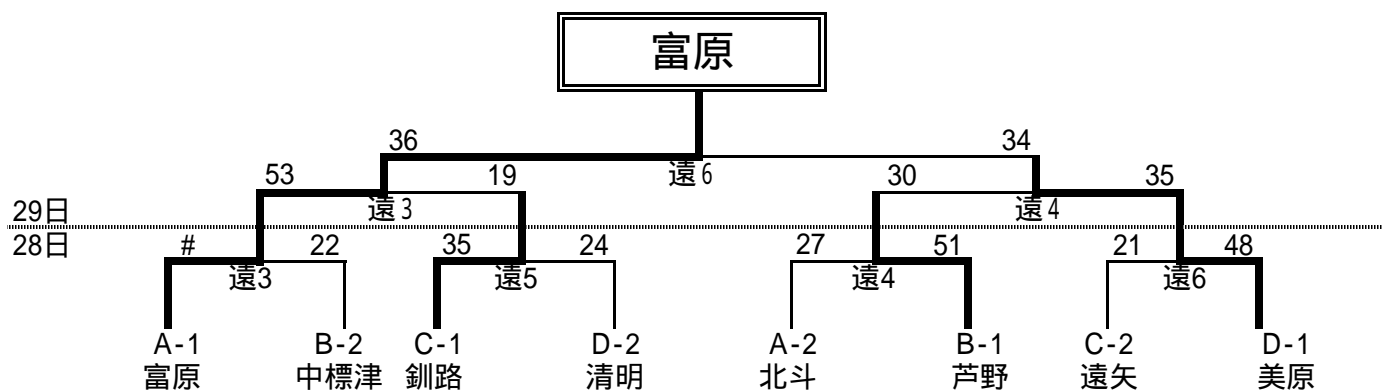 富原
36 34
遠6
53 19 30 35
遠3 遠4
29日
28日
# 22 35 24 27 51 21 48
遠3 遠5 遠4 遠6
A-1 B-2 C-1 D-2 A-2 B-1 C-2 D-1
富原 中標津 釧路 清明 北斗 芦野 遠矢 美原